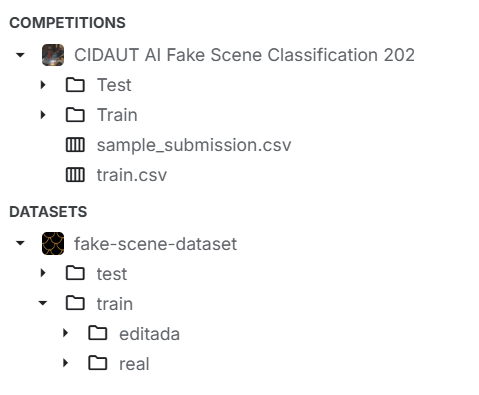 COMPETITIONS
CIDAUT AI Fake Scene Classification 202
Test
Train
sample_submission.csv
train.csv
DATASETS
fake-scene-dataset
test
train
editada
real